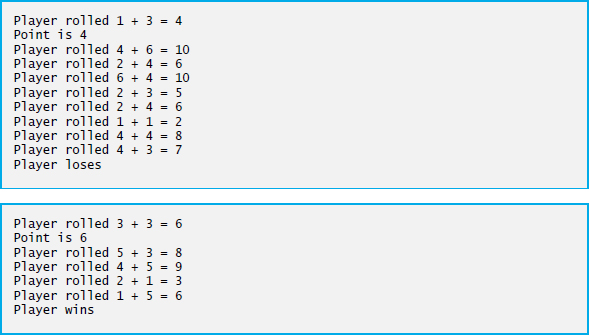 Player rolled 1 + 3 = 4
Point is 4
Player rolled 4 + 6 = 10
Player rolled 2 + 4 = 6
Player rolled 6 + 4 = 10
Player rolled 2 + 3 = 5
Player rolled 2 + 4 = 6
Player rolled 1 + 1 = 2
Player rolled 4 + 4 = 8
Player rolled 4 + 3 = 7
Player loses
Player rolled 3 + 3 = 6
Point is 6
Player rolled 5 + 3 = 8
Player rolled 4 + 5 = 9
Player rolled 2 + 1 = 3
Player rolled 1 + 5 = 6
Player wins